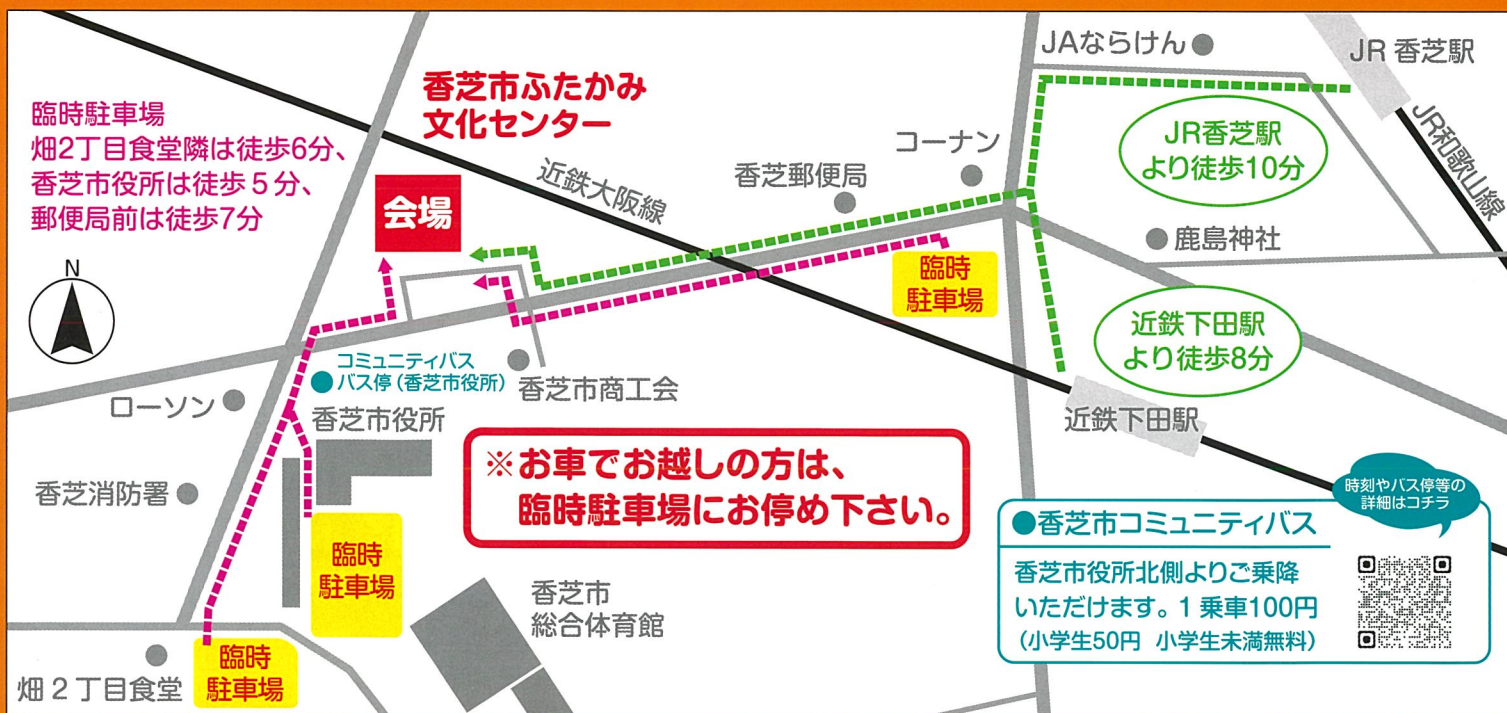 臨時駐車場
畑2丁目食堂隣は徒歩6分、
香芝市役所は徒歩5分、
郵便局前は徒歩7分
N
香芝市ふたかみ
文化センター
会場
近鉄大阪線
香芝郵便局
コーナン
JAならけん
JR 香芝駅
JR和歌山線
JR香芝駅
より徒歩10分
鹿島神社
臨時
駐車場
近鉄下田駅
より徒歩8分
近鉄下田駅
コミュニティバス
バス停(香芝市役所)
香芝市商工会
ローソン
香芝市役所
香芝消防署
※お車でお越しの方は、
臨時駐車場にお停め下さい。
臨時
駐車場
香芝市
総合体育館
畑2丁目食堂
臨時
駐車場
時刻やバス停等の
詳細はコチラ
●香芝市コミュニティバス
香芝市役所北側よりご乗降
いただけます。1乗車100円
(小学生50円 小学生未満無料)